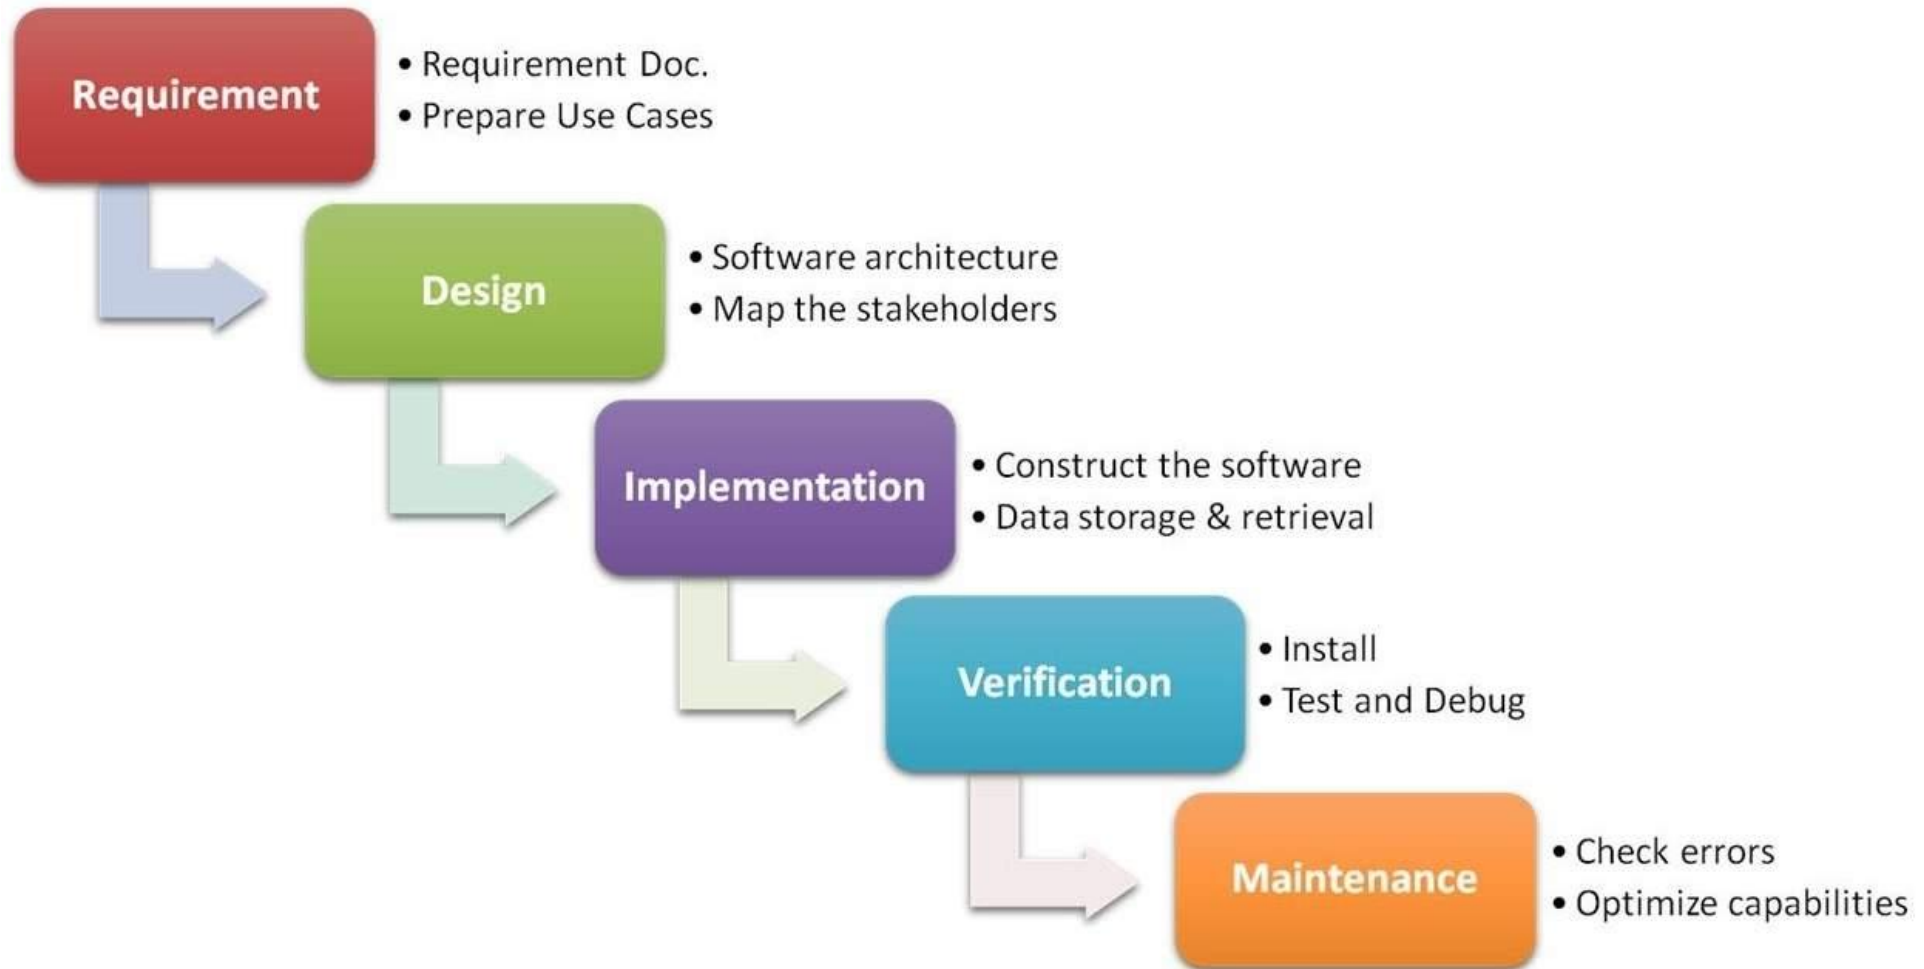 Requirement
• Requirement Doc.
• Prepare Use Cases
Design
• Software architecture
• Map the stakeholders
Implementation
• Construct the software
• Data storage & retrieval
Verification
• Install
• Test and Debug
Maintenance
• Check errors
• Optimize capabilities